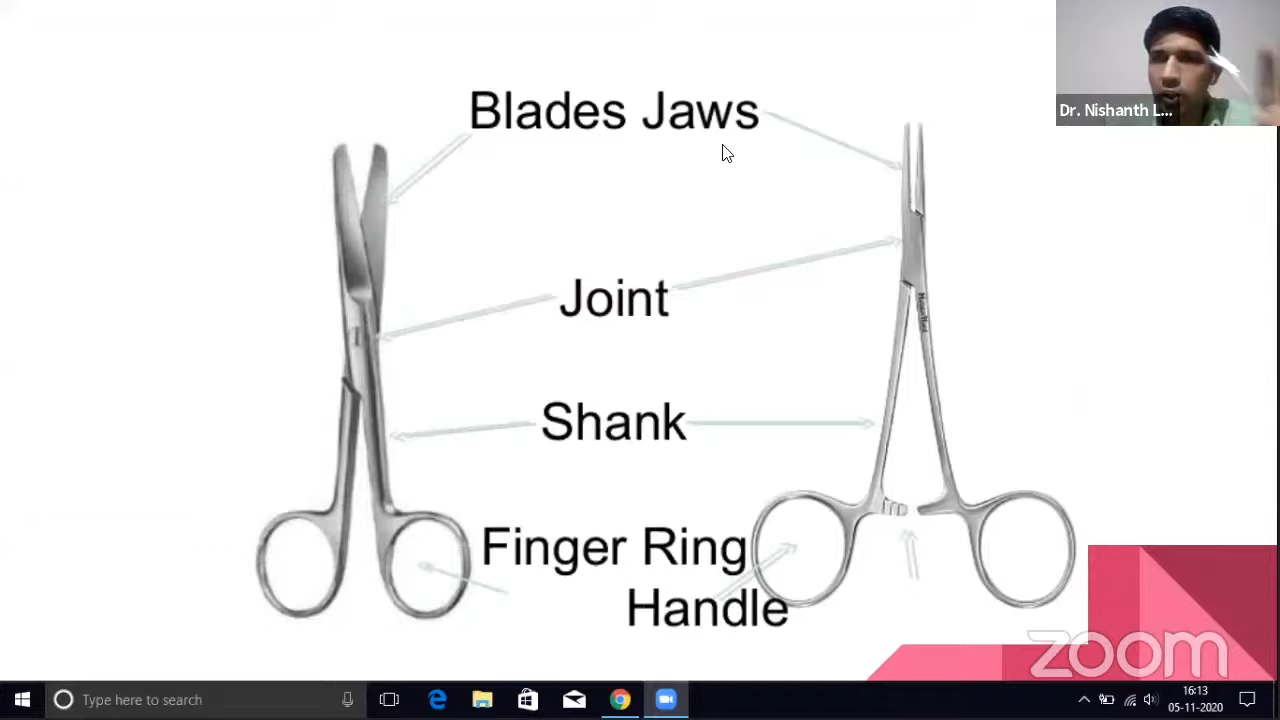 Blades Jaws
Dr. Nishanth L...
Joint
Shank
Finger Ring
Handle
zoom
Type here to search
16:13
05-11-2020